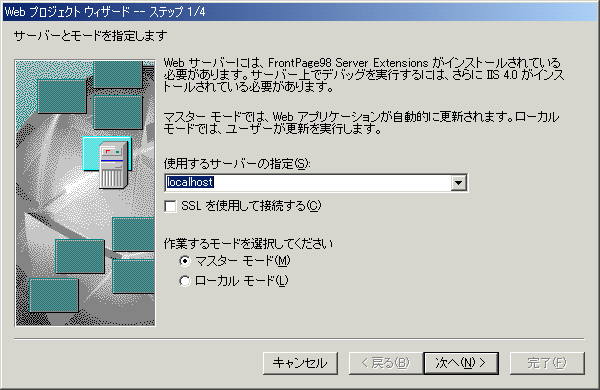 Web プロジェクト ウィザード -- ステップ 1/4
サーバーとモードを指定します
Web サーバーには、FrontPage98 Server Extensions がインストールされている
必要があります。サーバー上でデバッグを実行するには、さらに IIS 4.0 がインス
トールされている必要があります。
マスター モードでは、Web アプリケーションが自動的に更新されます。ローカル
モードでは、ユーザーが更新を実行します。
使用するサーバーの指定(S):
localhost
SSL を使用して接続する(C)
作業するモードを選択してください
マスター モード(M)
ローカル モード(L)
キャンセル
< 戻る(B)
次へ(N) >
完了(F)